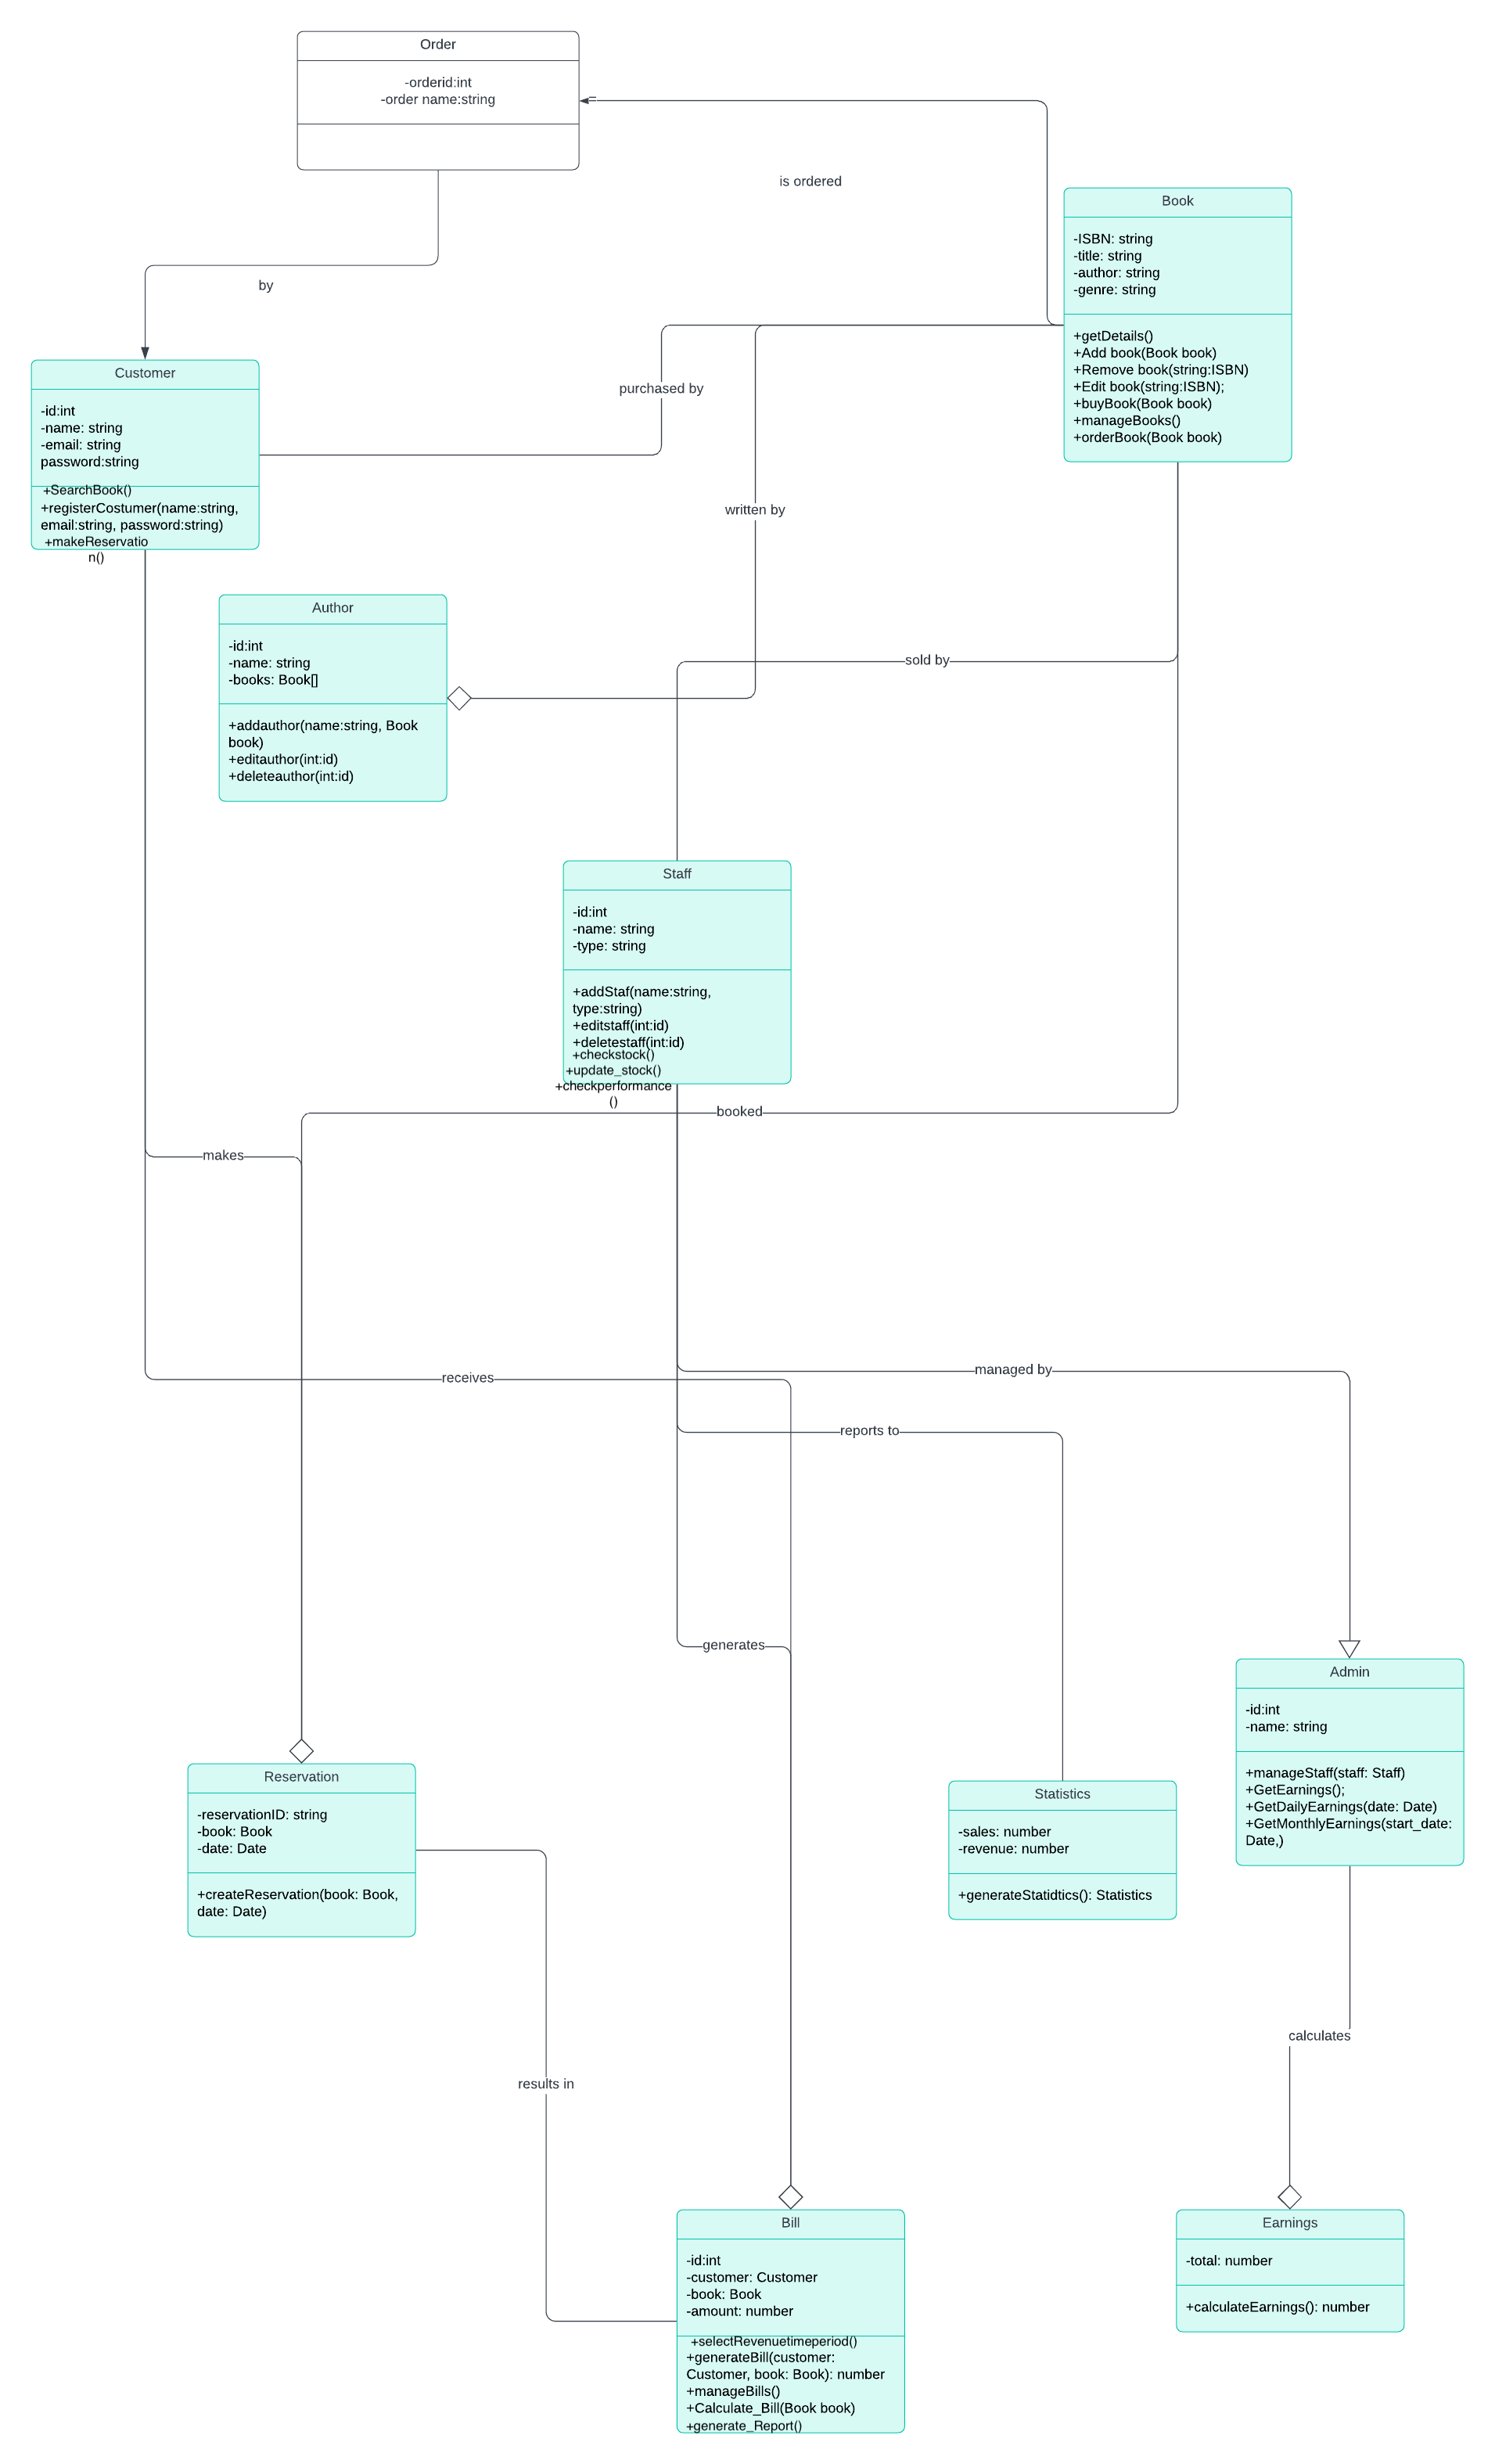 Order
-orderid:int
-order name:string
is ordered
Book
-ISBN: string
-title: string
-author: string
-genre: string
+getDetails()
+Add book(Book book)
+Remove book(string:ISBN)
+Edit book(string:ISBN);
+buyBook(Book book)
+manageBooks()
+orderBook(Book book)
by
Customer
-id:int
-name: string
-email: string
password:string
+SearchBook()
+registerCostumer(name:string,
email:string, password:string)
+makeReservatio
n()
purchased by
written by
Author
-id:int
-name: string
-books: Book[]
+addauthor(name:string, Book
book)
+editauthor(int:id)
+deleteauthor(int:id)
sold by
Staff
-id:int
-name: string
-type: string
+addStaf(name:string,
type:string)
+editstaff(int:id)
+deletestaff(int:id)
+checkstock()
+update_stock()
+checkperformance
()
booked
makes
managed by
receives
reports to
generates
Admin
-id:int
-name: string
+manageStaff(staff: Staff)
+GetEarnings();
+GetDailyEarnings(date: Date)
+GetMonthlyEarnings(start_date:
Date,)
Reservation
-reservationID: string
-book: Book
-date: Date
+createReservation(book: Book,
date: Date)
Statistics
-sales: number
-revenue: number
+generateStatidtics(): Statistics
calculates
results in
Bill
-id:int
-customer: Customer
-book: Book
-amount: number
+selectRevenuetimeperiod()
+generateBill(customer:
Customer, book: Book): number
+manageBills()
+Calculate_Bill(Book book)
+generate_Report()
Earnings
-total: number
+calculateEarnings(): number